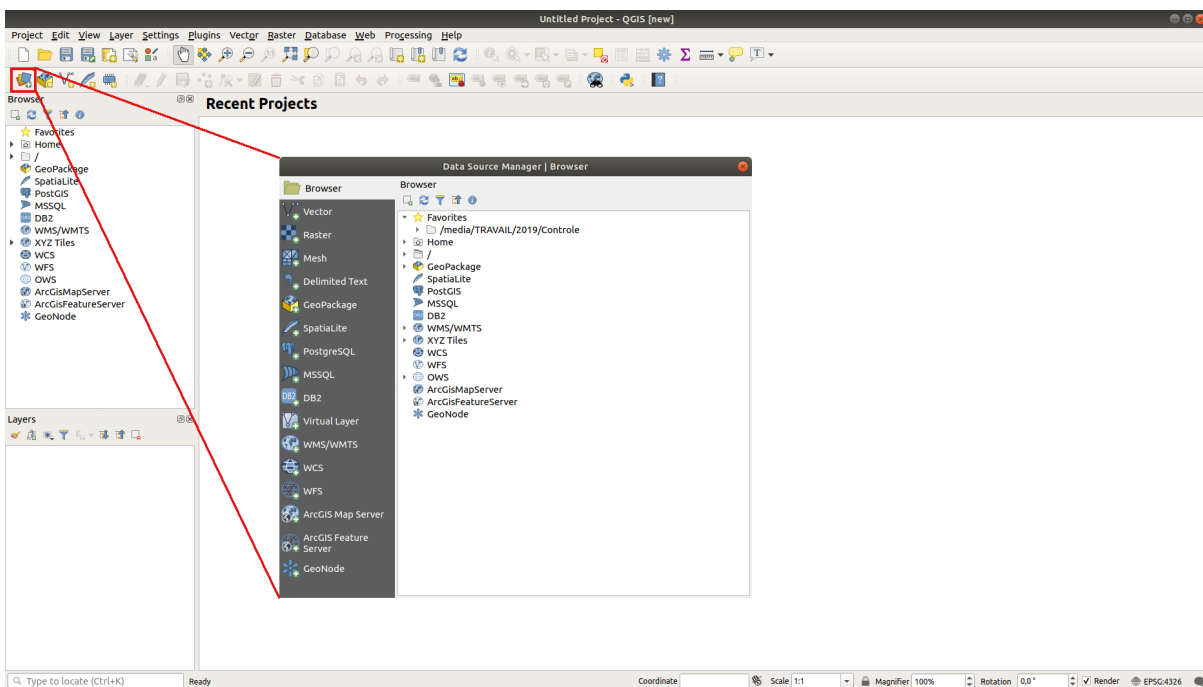 Untitled Project - QGIS [new]
Project Edit View Layer Settings Plugins Vector Raster Database Web Processing Help
Browser
Favorites
Home
/
GeoPackage
SpatiaLite
PostGIS
MSSQL
DB2
WMS/WMTS
XYZ Tiles
WCS
WFS
OWS
ArcGisMapServer
ArcGisFeatureServer
GeoNode
Layers
Recent Projects
Data Source Manager | Browser
Browser
Vector
Raster
Mesh
Delimited Text
GeoPackage
SpatiaLite
PostgreSQL
MSSQL
DB2
Virtual Layer
WMS/WMTS
WCS
WFS
ArcGIS Map Server
ArcGIS Feature
Server
GeoNode
Browser
Favorites
/media/TRAVAIL/2019/Controle
Home
/
GeoPackage
SpatiaLite
PostGIS
MSSQL
DB2
WMS/WMTS
XYZ Tiles
WCS
WFS
OWS
ArcGisMapServer
ArcGisFeatureServer
GeoNode
Type to locate (Ctrl+K) Ready Coordinate Scale 1:1 Magnifier 100% Rotation 0,0 ° Render EPSG:4326